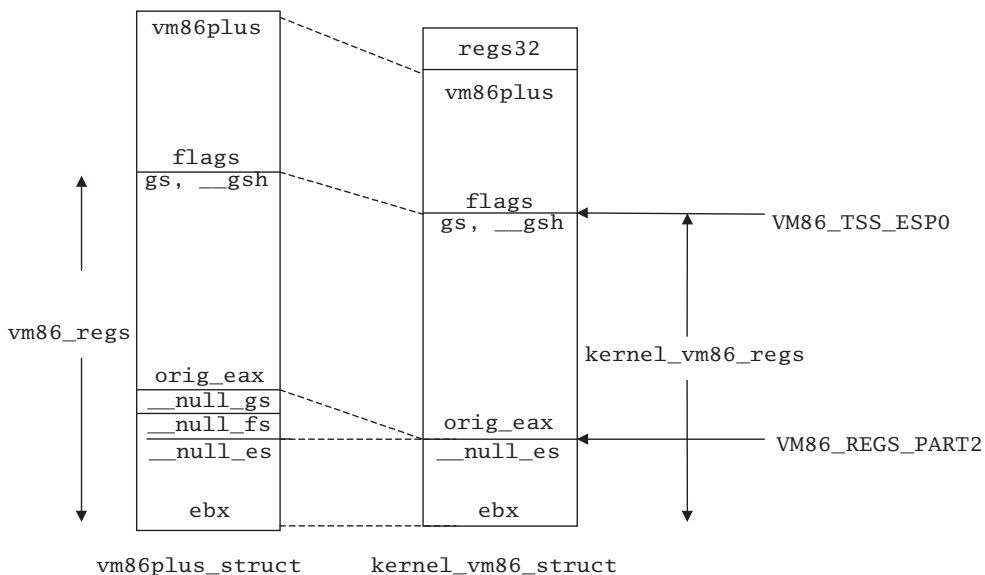 vm86plus
regs32
vm86plus
flags
gs, __gsh
flags
gs, __gsh
VM86_TSS_ESP0
vm86_regs
kernel_vm86_regs
orig_eax
__null_gs
__null_fs
__null_es
orig_eax
__null_es
VM86_REGS_PART2
ebx
ebx
vm86plus_struct
kernel_vm86_struct